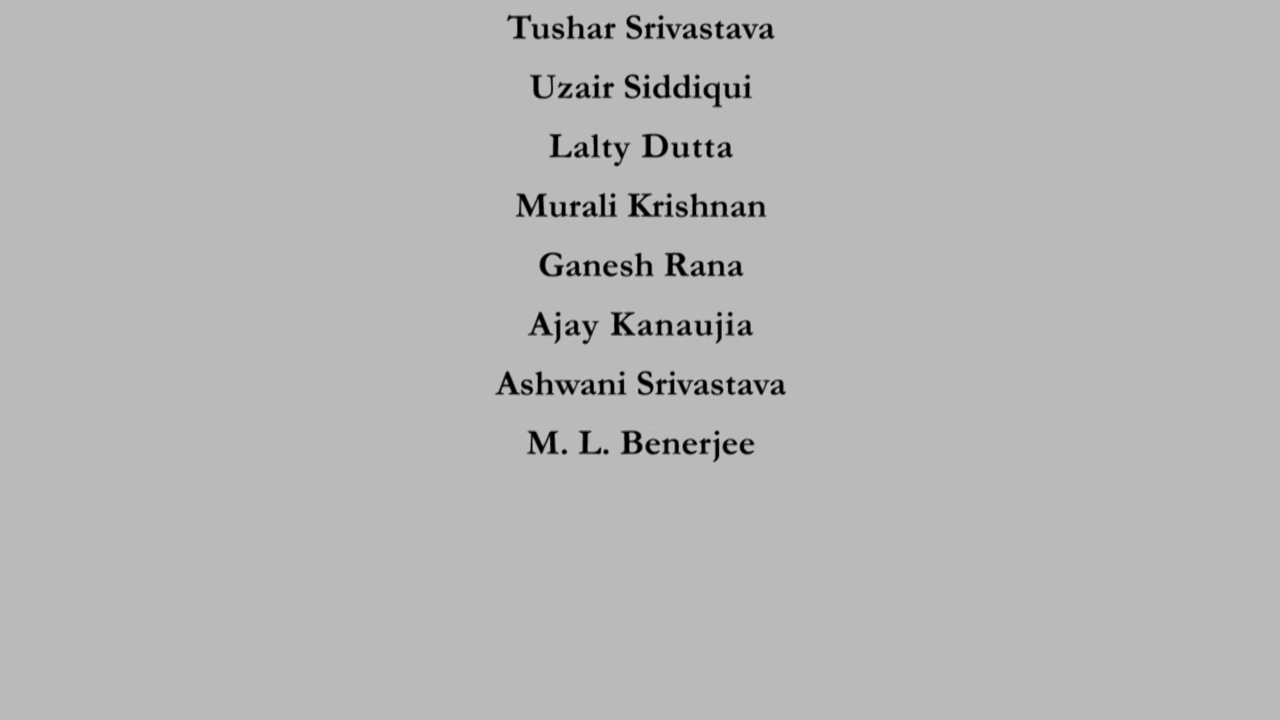 Tushar Srivastava
Uzair Siddiqui
Lalty Dutta
Murali Krishnan
Ganesh Rana
Ajay Kanaujia
Ashwani Srivastava
M. L. Benerjee